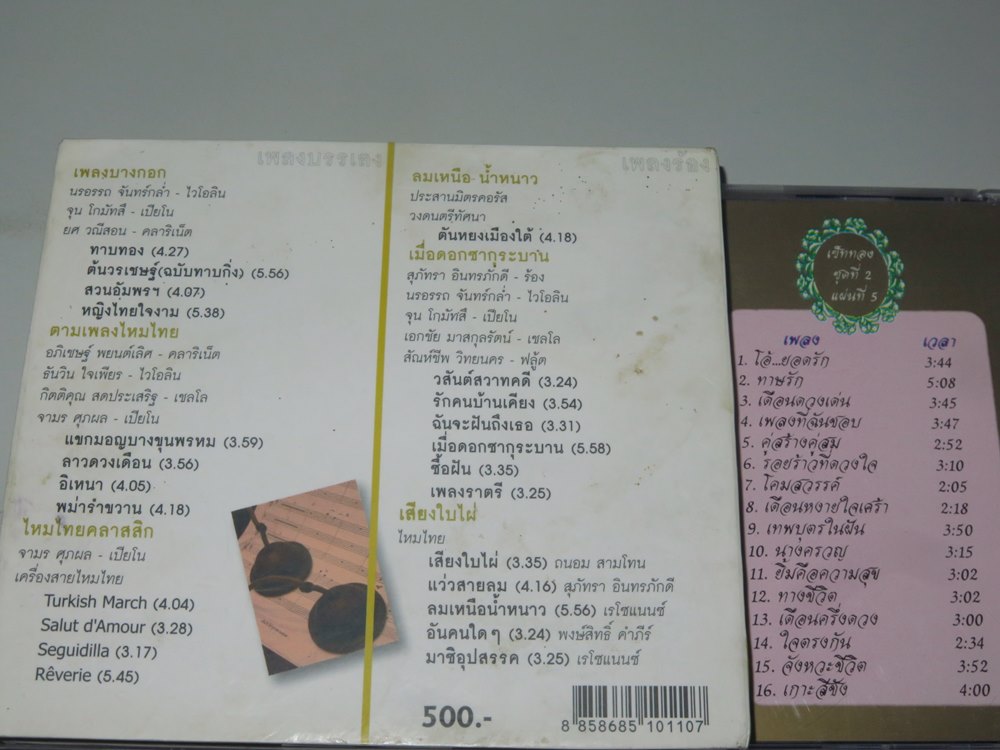 เพลงบรรเลง
เพลงบางกอก
นรอรรถ จันทร์กล่ำ - ไวโอลิน
จุน โกมัทสึ - เปียโน
ยศ วณีสอน - คลาริเน็ต
ทาบทอง (4.27)
ต้นวรเชษฐ์(ฉบับทาบกิ่ง) (5.56)
สวนอัมพรฯ (4.07)
หญิงไทยใจงาม (5.38)
ตามเพลงไหมไทย
อภิเชษฐ์ พยนต์เลิศ - คลาริเน็ต
ธันวิน ใจเพียร - ไวโอลิน
กิตติคุณ สดประเสริฐ - เชลโล
จามร ศุภผล - เปียโน
แขกมอญบางขุนพรหม (3.59)
ลาวดวงเดือน (3.56)
อิเหนา (4.05)
พม่ารำขวาน (4.18)
ไหมไทยคลาสสิก
จามร ศุภผล - เปียโน
เครื่องสายไหมไทย
Turkish March (4.04)
Salut d'Amour (3.28)
Seguidilla (3.17)
Rêverie (5.45)
เพลงร้อง
ลมเหนือ น้ำหนาว
ประสานมิตรคอรัส
วงดนตรีทัศนา
ตันหยงเมืองใต้ (4.18)
เมื่อดอกซากุระบาน
สุภัทรา อินทรภักดี - ร้อง
นรอรรถ จันทร์กล่ำ - ไวโอลิน
จุน โกมัทสึ - เปียโน
เอกชัย มาสกุลรัตน์ - เชลโล
สัณห์ชีพ วิทยนคร - ฟลู้ต
วสันต์สวาทคดี (3.24)
รักคนบ้านเคียง (3.54)
ฉันจะฝันถึงเธอ (3.31)
เมื่อดอกซากุระบาน (5.58)
ซื้อฝัน (3.35)
เพลงราตรี (3.25)
เสียงใบไผ่
ไหมไทย
เสียงใบไผ่ (3.35) ถนอม สามโทน
แว่วสายลม (4.16) สุภัทรา อินทรภักดี
ลมเหนือน้ำหนาว (5.56) เรโซแนนซ์
อันคนใดๆ (3.24) พงษ์สิทธิ์ คำภีร์
มาซิอุปสรรค (3.25) เรโซแนนซ์
500.-
8 858685 101107
เซ็ททอง
ชุดที่ 2
แผ่นที่ 5
เพลง เวลา
1. โอ้...ยอดรัก 3:44
2. ทาษรัก 5:08
3. เดือนดวงเด่น 3:45
4. เพลงที่ฉันชอบ 3:47
5. คู่สร้างคู่สม 2:52
6. รอยร้าวที่ดวงใจ 3:10
7. โคมสวรรค์ 2:05
8. เดือนหงายใจเศร้า 2:18
9. เทพบุตรในฝัน 3:50
10. นางครวญ 3:15
11. ยิ้มคือความสุข 3:02
12. ทางชีวิต 3:02
13. เดือนครึ่งดวง 3:00
14. ใจตรงกัน 2:34
15. จังหวะชีวิต 3:52
16. เกาะสีชัง 4:00